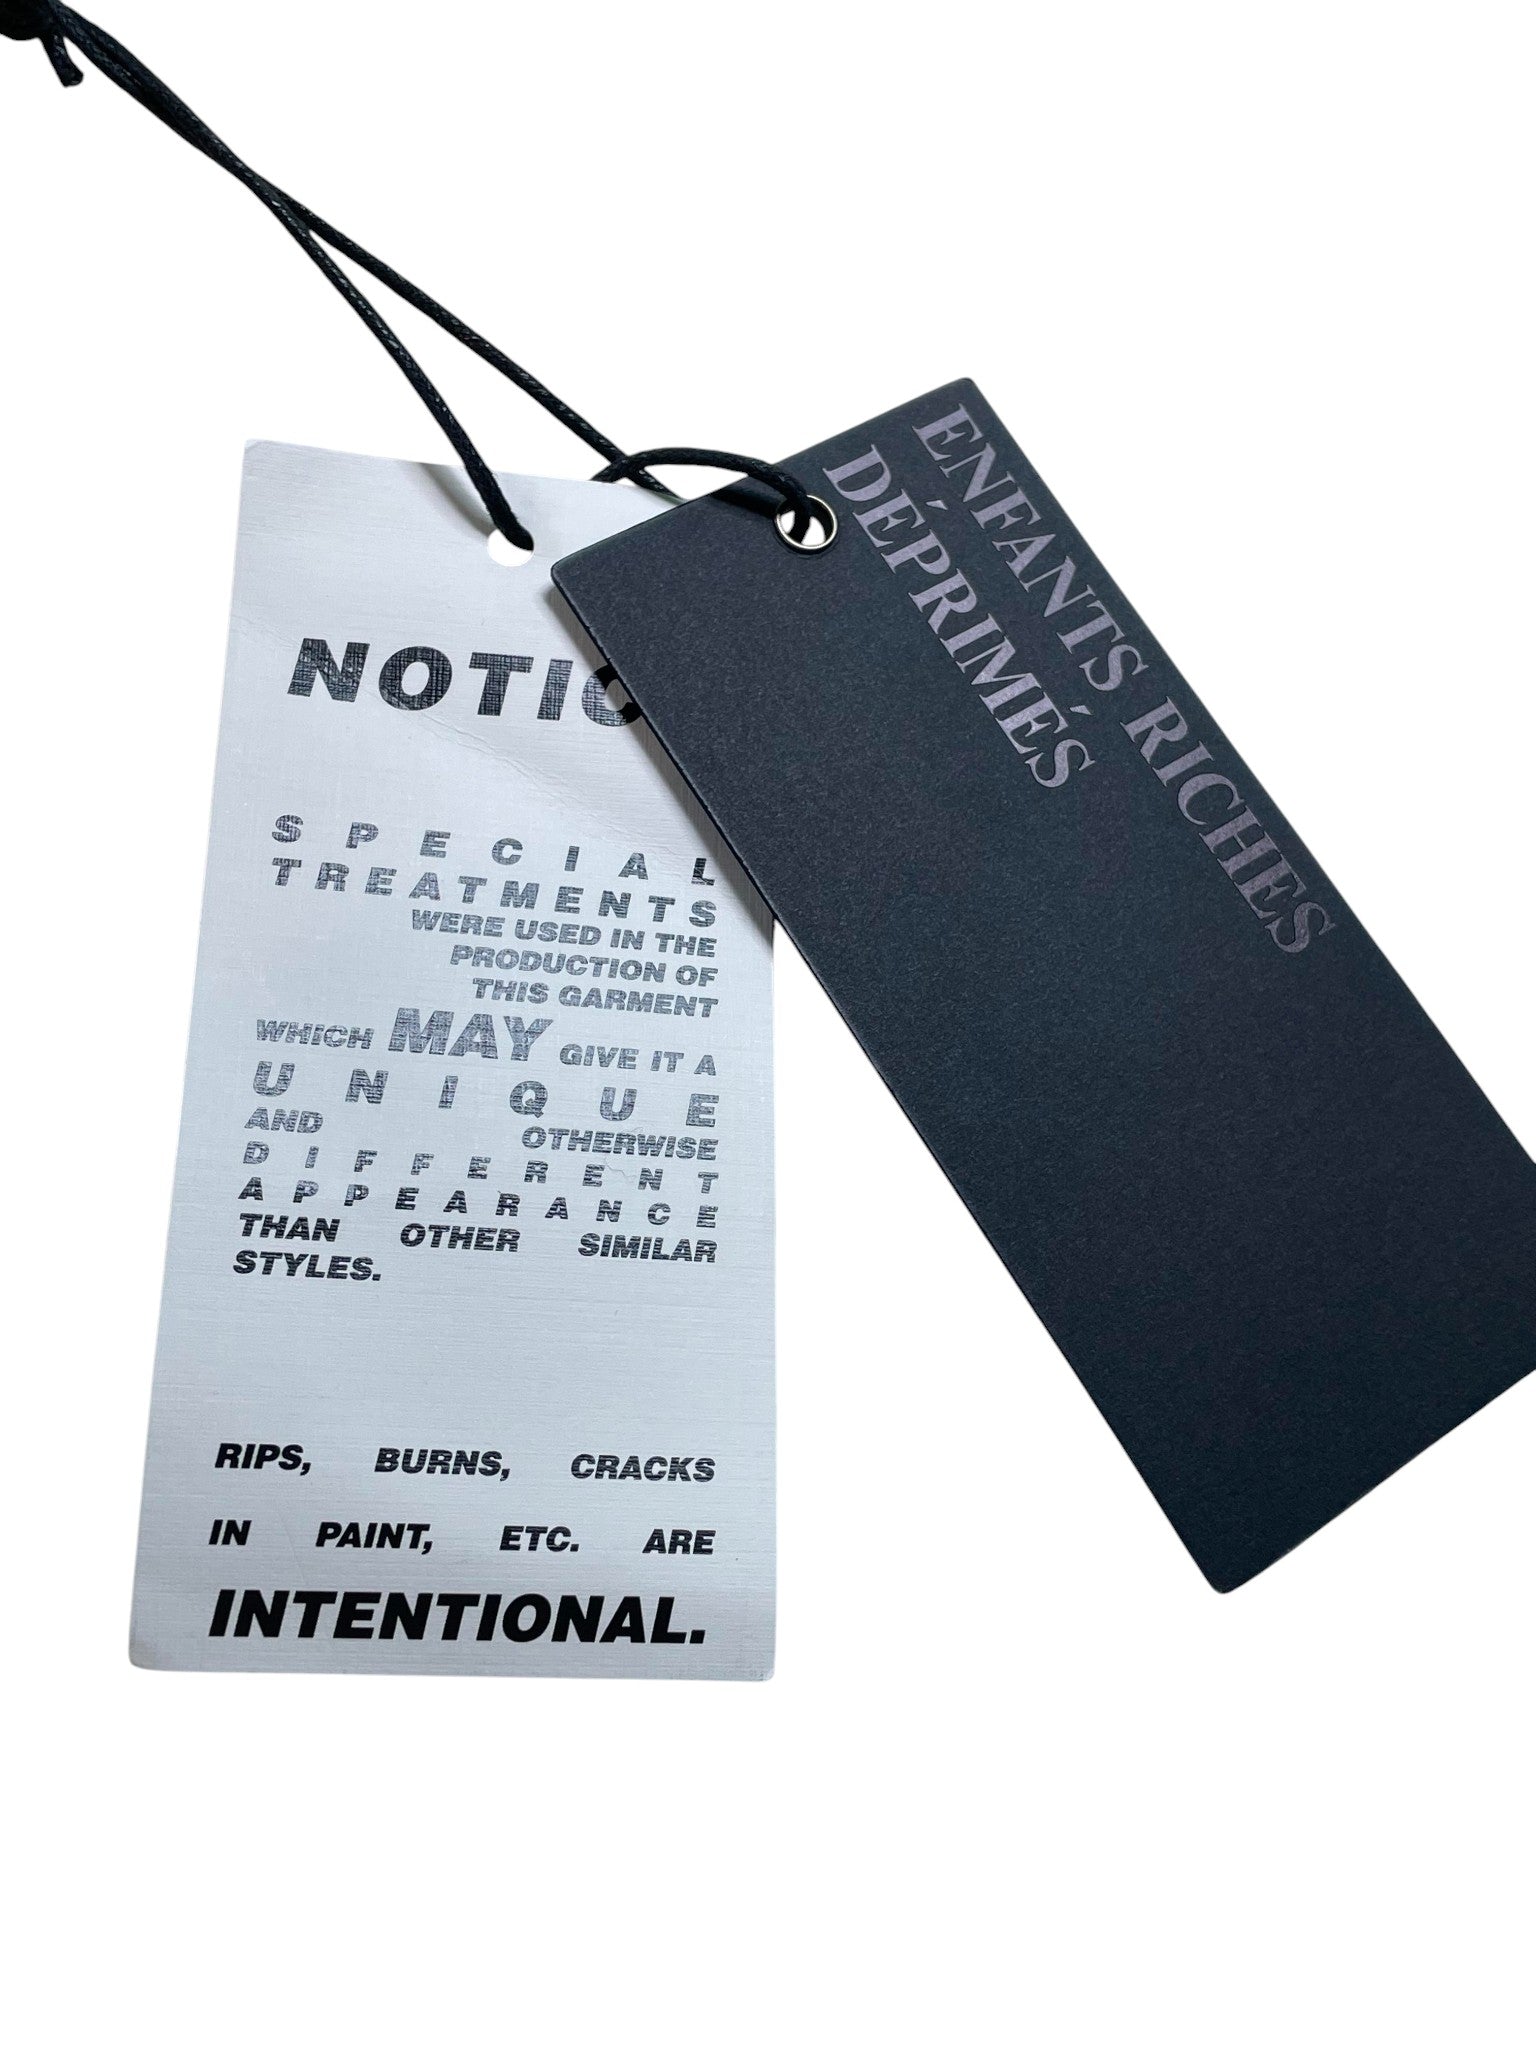 NOTIC
SPECIAL
TREATMENTS
WERE USED IN THE
PRODUCTION OF
THIS GARMENT
WHICH MAY GIVE IT A
UNIQUE
AND OTHERWISE
DIFFERENT
APPEARANCE
THAN OTHER SIMILAR
STYLES.
RIPS, BURNS, CRACKS
IN PAINT, ETC. ARE
INTENTIONAL.
ENFANTS RICHES
DÉPRIMÉS